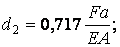 d₂ = 0,717 Fa/EA;